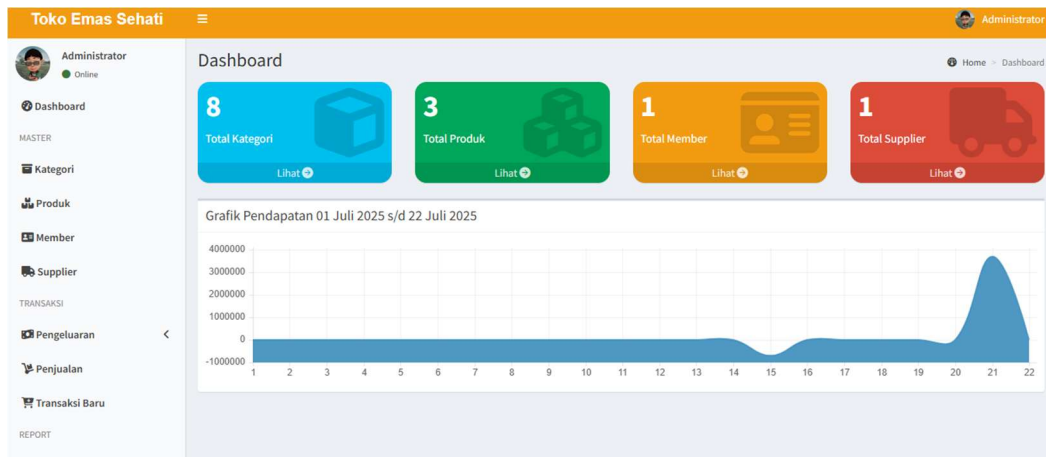 Toko Emas Sehati
Administrator
Administrator
Online
Dashboard
MASTER
Kategori
Produk
Member
Supplier
TRANSAKSI
Pengeluaran
Penjualan
Transaksi Baru
REPORT
Dashboard
Home > Dashboard
8
Total Kategori
Lihat
3
Total Produk
Lihat
1
Total Member
Lihat
1
Total Supplier
Lihat
Grafik Pendapatan 01 Juli 2025 s/d 22 Juli 2025
4000000
3000000
2000000
1000000
0
-1000000
1 2 3 4 5 6 7 8 9 10 11 12 13 14 15 16 17 18 19 20 21 22